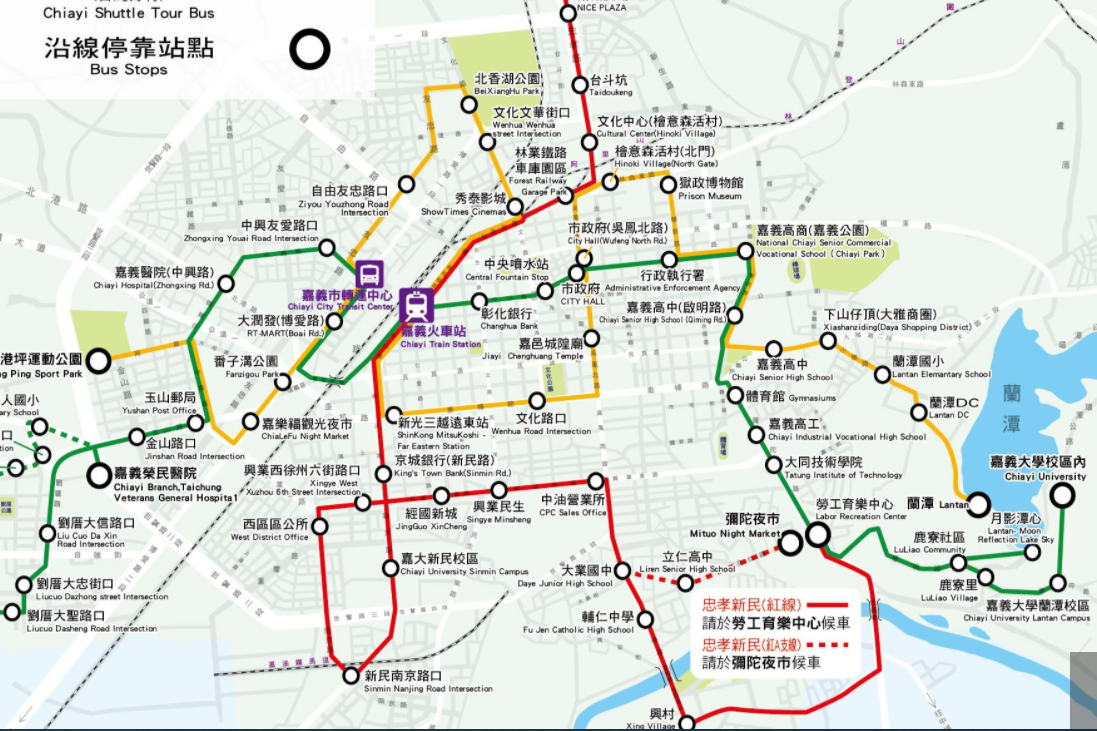 Chiayi Shuttle Tour Bus
沿線停靠站點
Bus Stops
NICE PLAZA
台斗坑
Taidoukeng
北香湖公園
BeiXiangHu Park
文化文華街口
Wenhua Wenhua
street Intersection
文化中心(檜意森活村)
Cultural Center(Hinoki Village)
林業鐵路
車庫園區
Forest Railway
Garage Park
檜意森活村(北門)
Hinoki Village(North Gate)
獄政博物館
Prison Museum
自由友忠路口
Ziyou Youzhong Road
Intersection
秀泰影城
ShowTimes Cinemas
中興友愛路口
Zhongxing Youai Road Intersection
市政府(吳鳳北路)
City Hall(Wufeng North Rd.)
嘉義高商(嘉義公園)
National Chiayi Senior Commercial
Vocational School ( Chiayi Park)
嘉義醫院(中興路)
Chiayi Hospital(Zhongxing Rd.)
嘉義市轉運中心
Chiayi City Transit Center
中央噴水站
Central Fountain Stop
市政府
CITY HALL
行政執行署
Administrative Enforcement Agency
大潤發(博愛路)
RT-MART(Boai Rd.)
嘉義火車站
Chiayi Train Station
彰化銀行
Changhua Bank
嘉義高中(啟明路)
Chiayi Senior High School(Qiming Rd.)
下山仔頂(大雅商圈)
Xiashanziding(Daya Shopping District)
嘉邑城隍廟
Jiayi Chenghuang Temple
港坪運動公園
ng Ping Sport Park
番子溝公園
Fanzigou Park
嘉義高中
Chiayi Senior High School
蘭潭國小
Lantan Elementary School
玉山郵局
Yushan Post Office
體育館 Gymnasiums
蘭潭DC
Lantan DC
蘭潭
人國小
ary School
嘉樂福觀光夜市
ChiaLeFu Night Market
新光三越遠東站
ShinKong MitsuKoshi -
Far Eastern Station
文化路口
Wenhua Road Intersection
嘉義高工
Chiayi Industrial Vocational High School
口
tion
金山路口
Jinshan Road Intersection
興業西徐州六街路口
Xingye West
Xuzhou 6th Street Intersection
京城銀行(新民路)
King's Town Bank(Sinmin Rd.)
大同技術學院
Tatung Institute of Technology
嘉義大學校區內
Chiayi University
嘉義榮民醫院
Chiayi Branch,Taichung
Veterans General Hospital
經國新城
JingGuo XinCheng
興業民生
Singye Minsheng
中油營業所
CPC Sales Office
勞工育樂中心
Labor Recreation Center
蘭潭 Lantan
劉厝大信路口
Liu Cuo Da Xin
Road Intersection
西區區公所
West District Office
彌陀夜市
Mituo Night Market
月影潭心
Lantan- Moon
Reflection Lake Sky
鹿寮社區
LuLiao Community
立仁高中
Liren Senior High School
嘉大新民校區
Chiayi University Sinmin Campus
大業國中
Daye Junior High School
劉厝大忠街口
Liucuo Dazhong street Intersection
鹿寮里
LuLiao Village
嘉義大學蘭潭校區
Chiayi University Lantan Campus
劉厝大聖路口
Liucuo Dasheng Road Intersection
輔仁中學
Fu Jen Catholic High School
忠孝新民(紅線)
請於勞工育樂中心候車
忠孝新民(紅A支線)
請於彌陀夜市候車
新民南京路口
Sinmin Nanjing Road Intersection
興村
Xing Village